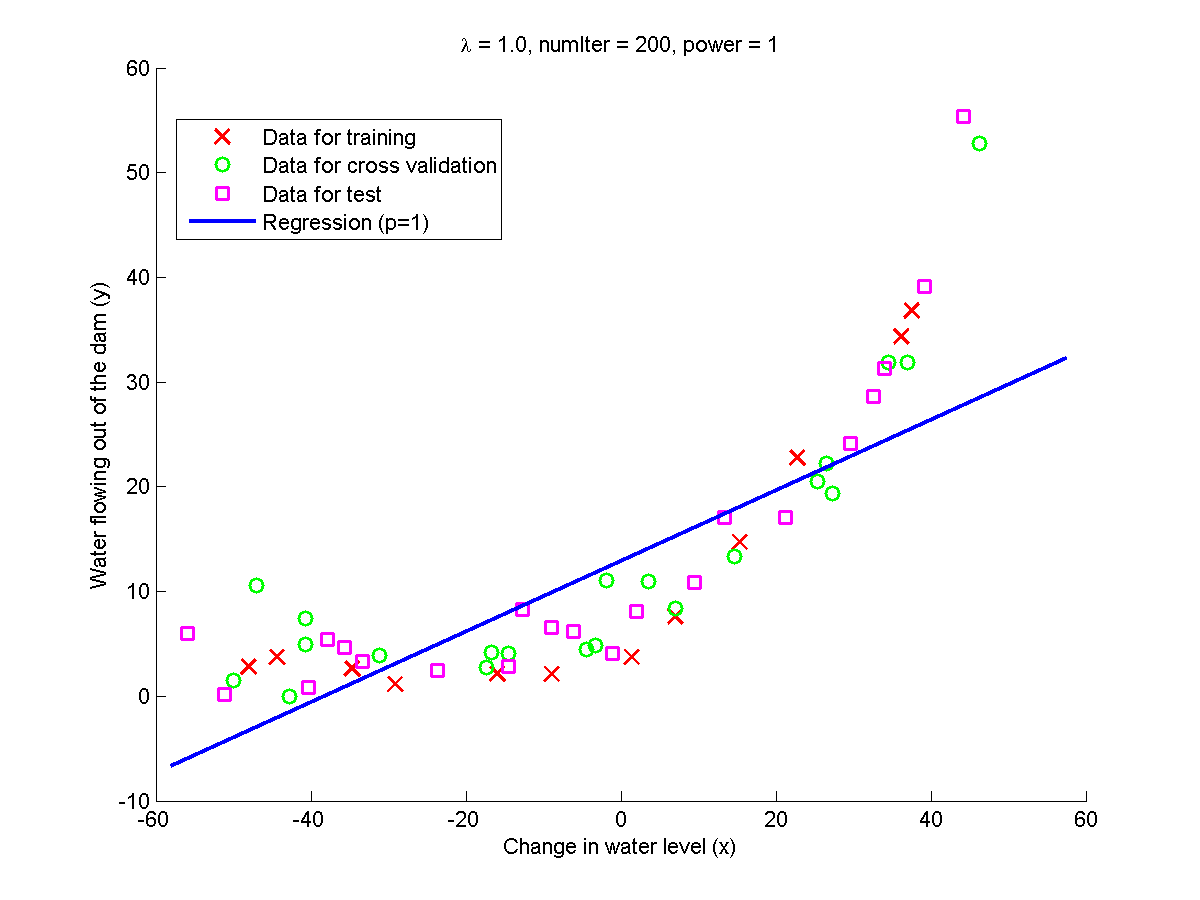 λ = 1.0, numIter = 200, power = 1
60
50
40
30
20
10
0
-10
Data for training
Data for cross validation
Data for test
Regression (p=1)
Water flowing out of the dam (y)
-60 -40 -20 0 20 40 60
Change in water level (x)